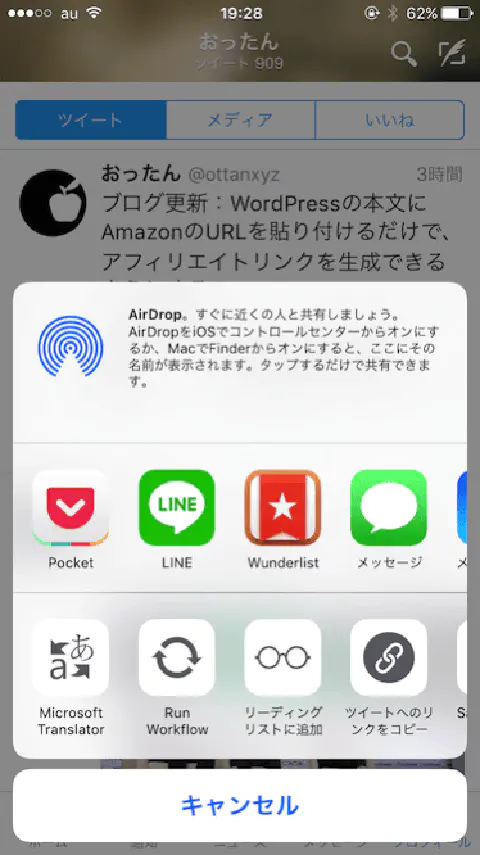 au 19:28 62%
おったん
ツイート 909
ツイート メディア いいね
おったん @ottanxyz 3時間
ブログ更新：WordPressの本文に
AmazonのURLを貼り付けるだけで、
アフィリエイトリンクを生成できる
AirDrop。すぐに近くの人と共有しましょう。
AirDropをiOSでコントロールセンターからオンにす
るか、MacでFinderからオンにすると、ここにその
名前が表示されます。タップするだけで共有できま
す。
LINE
Pocket LINE Wunderlist メッセージ
あ
a
Microsoft
Translator
Run
Workflow
リーディング
リストに追加
ツイートへのリ
ンクをコピー
キャンセル